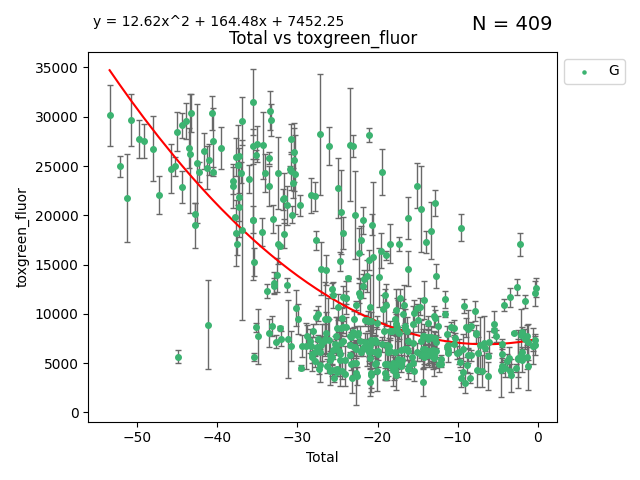 y = 12.62x^2 + 164.48x + 7452.25
N = 409
Total vs toxgreen_fluor
G
35000
30000
25000
20000
15000
10000
5000
0
toxgreen_fluor
−50
−40
−30
−20
−10
0
Total